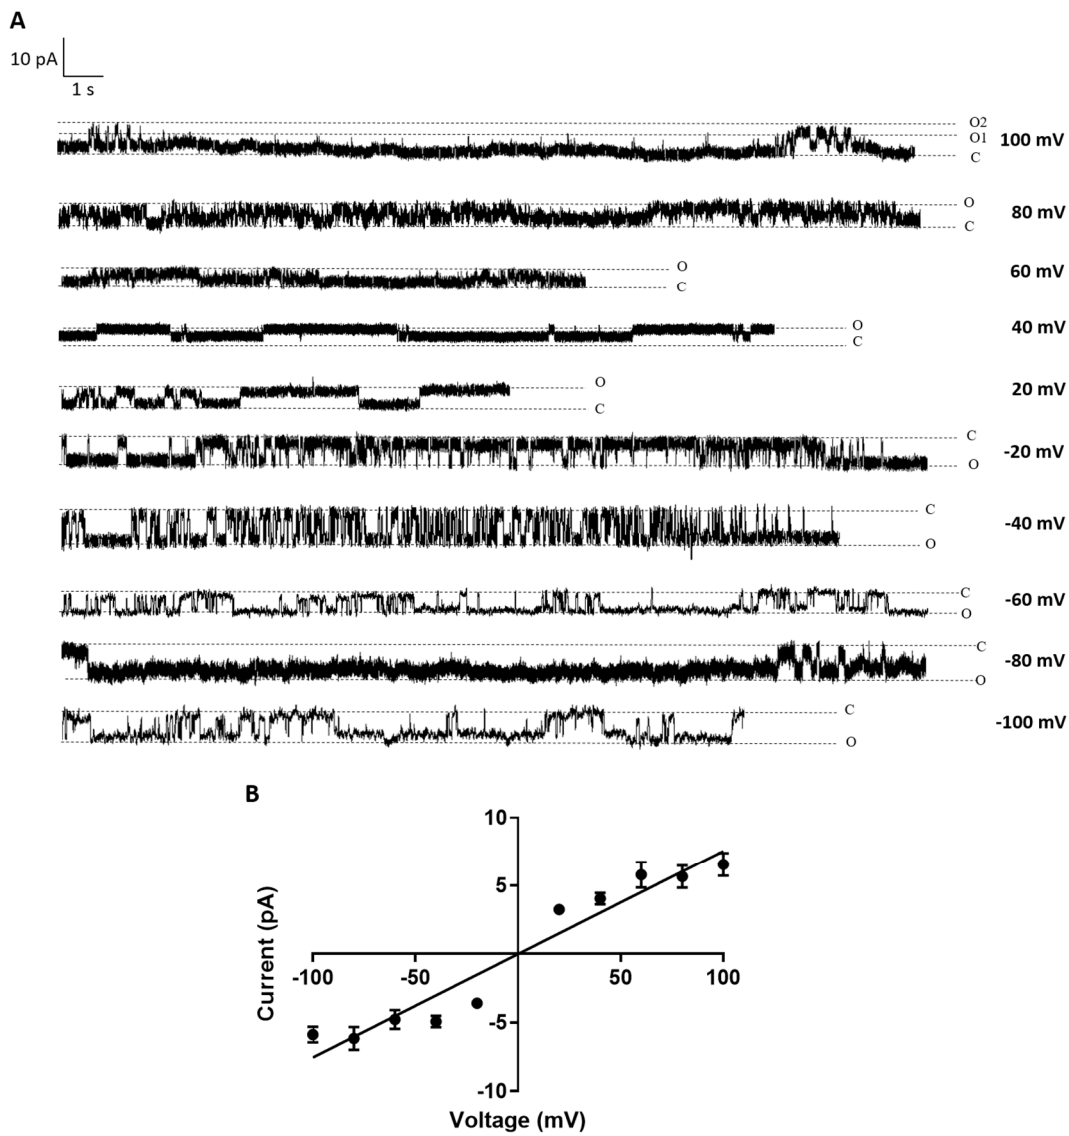 A
10 pA
1 s
O2
O1
C
100 mV
O
C
80 mV
O
C
60 mV
O
C
40 mV
O
C
20 mV
C
O
-20 mV
C
O
-40 mV
C
O
-60 mV
C
O
-80 mV
C
O
-100 mV
B
10
5
-100
-50
50
100
-5
-10
Current (pA)
Voltage (mV)